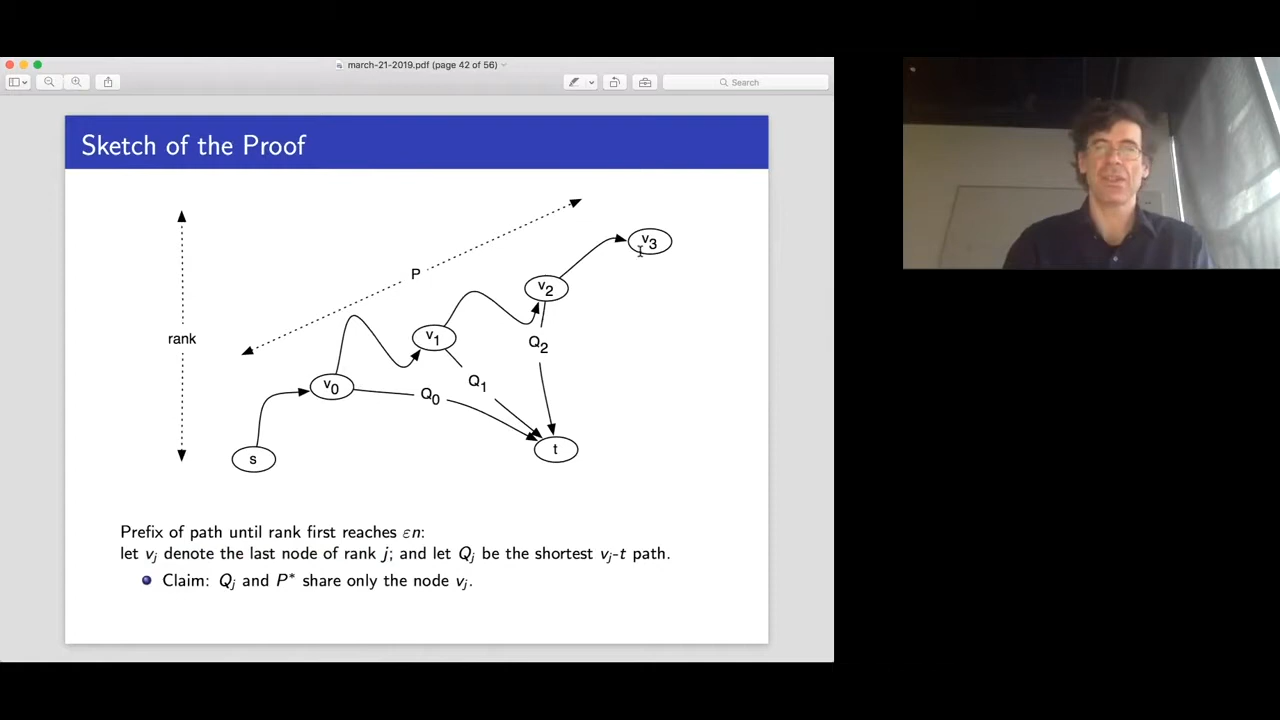 march-21-2019.pdf (page 42 of 56)
Search
Sketch of the Proof
rank
P
v3
v2
v1
Q2
v0
Q1
Q0
t
s
Prefix of path until rank first reaches εn:
let vj denote the last node of rank j; and let Qj be the shortest vj-t path.
Claim: Qj and P* share only the node vj.